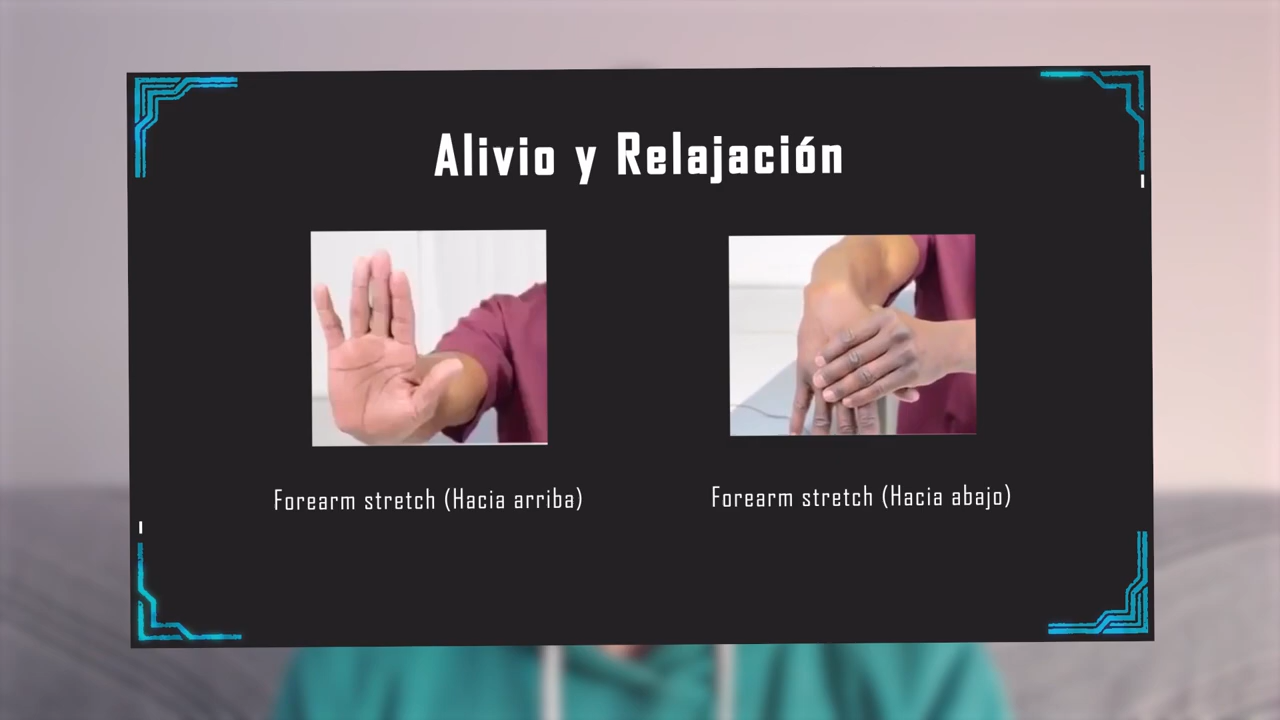 Alivio y Relajación
Forearm stretch (Hacia arriba)
Forearm stretch (Hacia abajo)